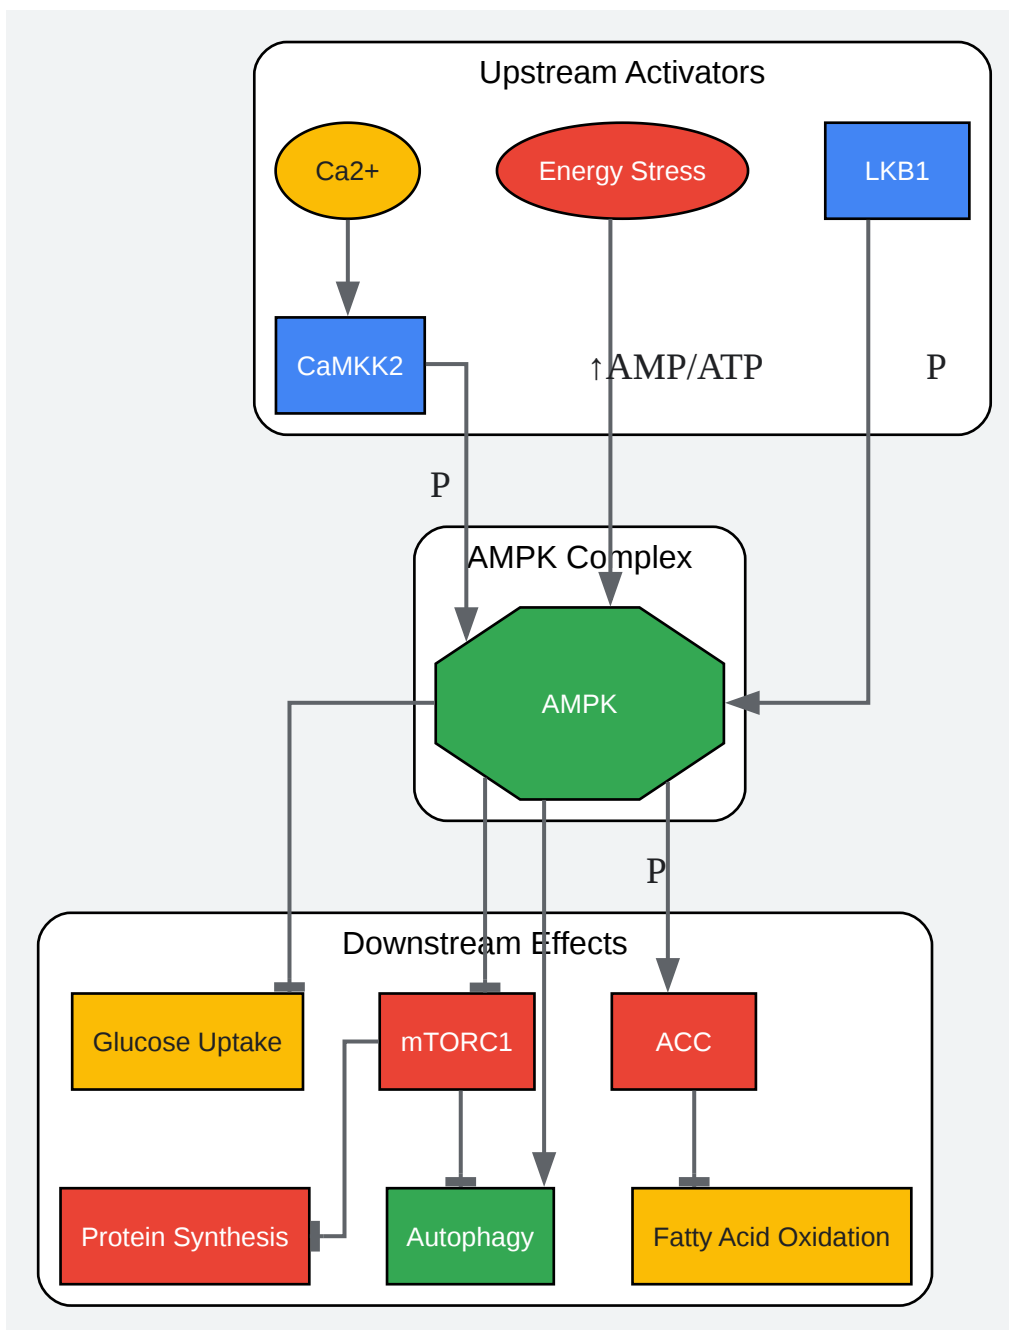 Upstream Activators
Ca2+
Energy Stress
LKB1
CaMKK2
↑AMP/ATP
P
P
AMPK Complex
AMPK
P
Downstream Effects
Glucose Uptake
mTORC1
ACC
Protein Synthesis
Autophagy
Fatty Acid Oxidation